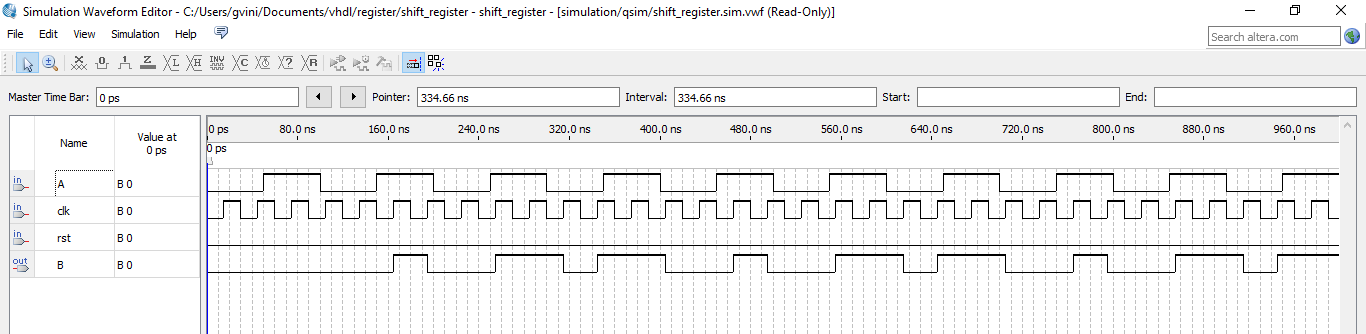 Simulation Waveform Editor - C:/Users/gvini/Documents/vhdl/register/shift_register - shift_register - [simulation/qsim/shift_register.sim.vwf (Read-Only)]
File Edit View Simulation Help
Search altera.com
Master Time Bar: 0 ps Pointer: 334.66 ns Interval: 334.66 ns Start: End:
Name Value at 0 ps
0 ps 80.0 ns 160.0 ns 240.0 ns 320.0 ns 400.0 ns 480.0 ns 560.0 ns 640.0 ns 720.0 ns 800.0 ns 880.0 ns 960.0 ns
0 ps
in A B 0
in clk B 0
in rst B 0
out B B 0